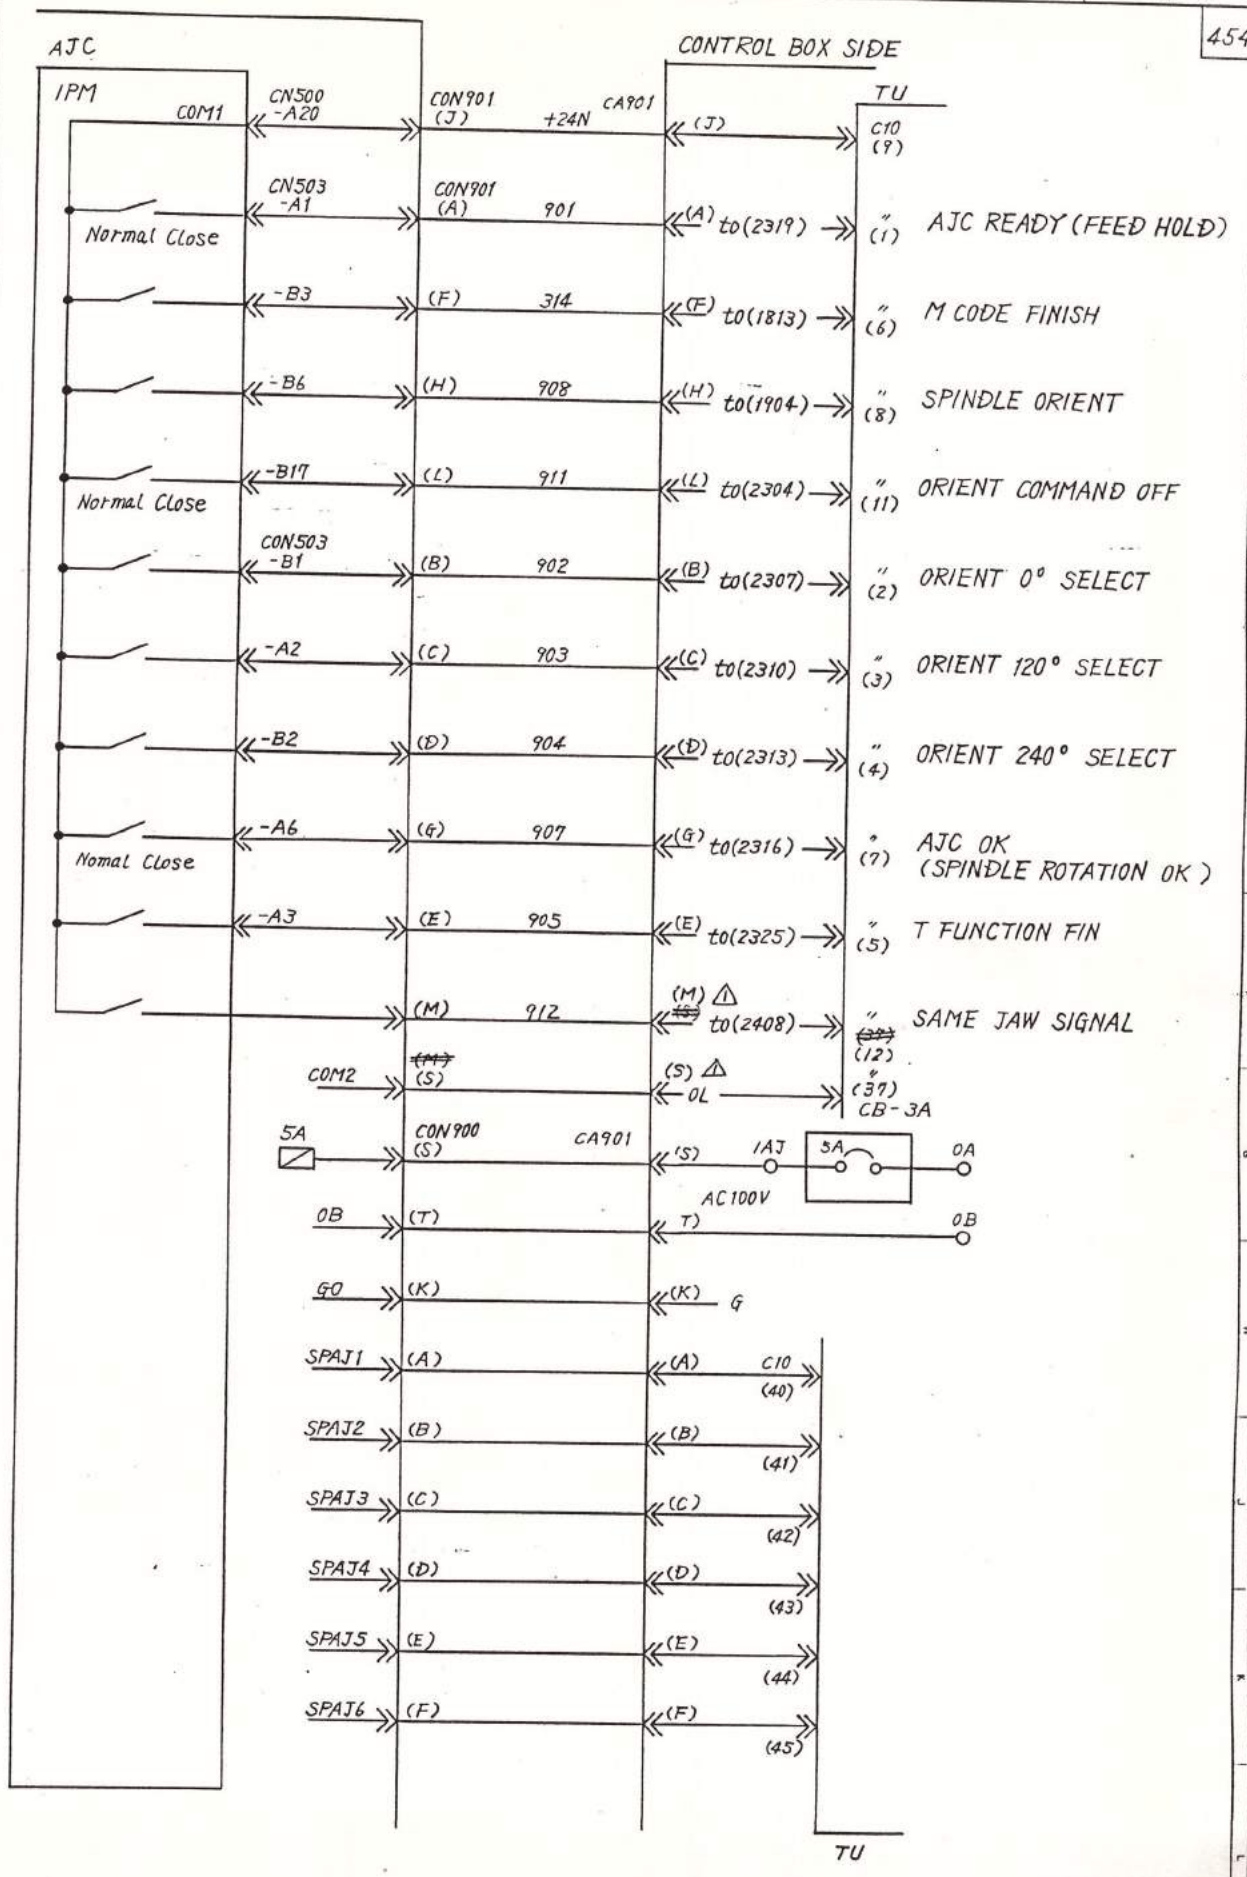 454
AJC
CONTROL BOX SIDE
IPM
TU
COM1
CN500
-A20
CON901
(J)
+24N
CA901
(J)
C10
(9)
CN503
-A1
CON901
(A)
901
(A)
to(2319)
〃
(1)
AJC READY (FEED HOLD)
Normal Close
-B3
(F)
314
(F)
to(1813)
〃
(6)
M CODE FINISH
-B6
(H)
908
(H)
to(1904)
〃
(8)
SPINDLE ORIENT
-B17
(L)
911
(L)
to(2304)
〃
(11)
ORIENT COMMAND OFF
Normal Close
CON503
-B1
(B)
902
(B)
to(2307)
〃
(2)
ORIENT 0° SELECT
-A2
(C)
903
(C)
to(2310)
〃
(3)
ORIENT 120° SELECT
-B2
(D)
904
(D)
to(2313)
〃
(4)
ORIENT 240° SELECT
-A6
(G)
907
(G)
to(2316)
〃
(7)
AJC OK
(SPINDLE ROTATION OK)
Nomal Close
-A3
(E)
905
(E)
to(2325)
〃
(5)
T FUNCTION FIN
(M)
912
(M) 1
(S)
to(2408)
〃
(37)
(12)
SAME JAW SIGNAL
COM2
(M)
(S)
(S) 1
OL
〃
(37)
CB-3A
5A
CON900
(S)
CA901
(S)
1AJ
5A
0A
AC100V
0B
(T)
T)
0B
GO
(K)
(K)
G
SPAJ1
(A)
(A)
C10
(40)
SPAJ2
(B)
(B)
(41)
SPAJ3
(C)
(C)
(42)
SPAJ4
(D)
(D)
(43)
SPAJ5
(E)
(E)
(44)
SPAJ6
(F)
(F)
(45)
TU